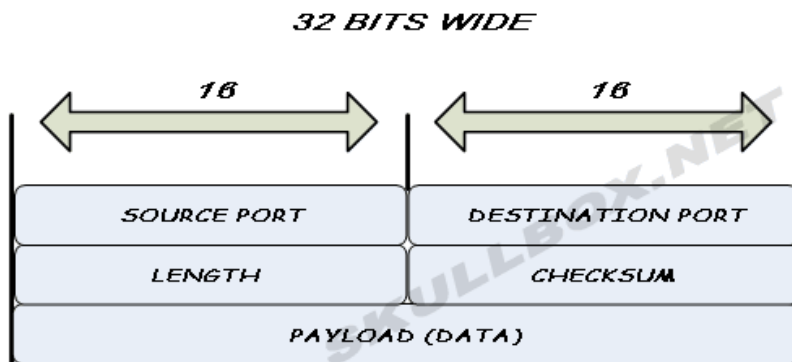 32 BITS WIDE
16 16
SOURCE PORT DESTINATION PORT
LENGTH CHECKSUM
PAYLOAD (DATA)
SKULLBOX.NET